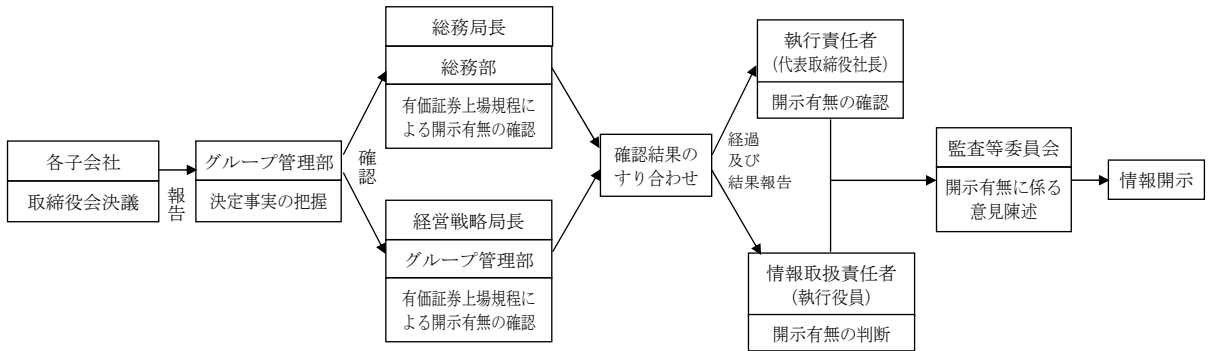 各子会社
取締役会決議
報告
グループ管理部
決定事実の把握
確認
総務局長
総務部
有価証券上場規程に
よる開示有無の確認
経営戦略局長
グループ管理部
有価証券上場規程に
よる開示有無の確認
確認結果の
すり合わせ
経過
及び
結果報告
執行責任者
(代表取締役社長)
開示有無の確認
情報取扱責任者
(執行役員)
開示有無の判断
監査等委員会
開示有無に係る
意見陳述
情報開示